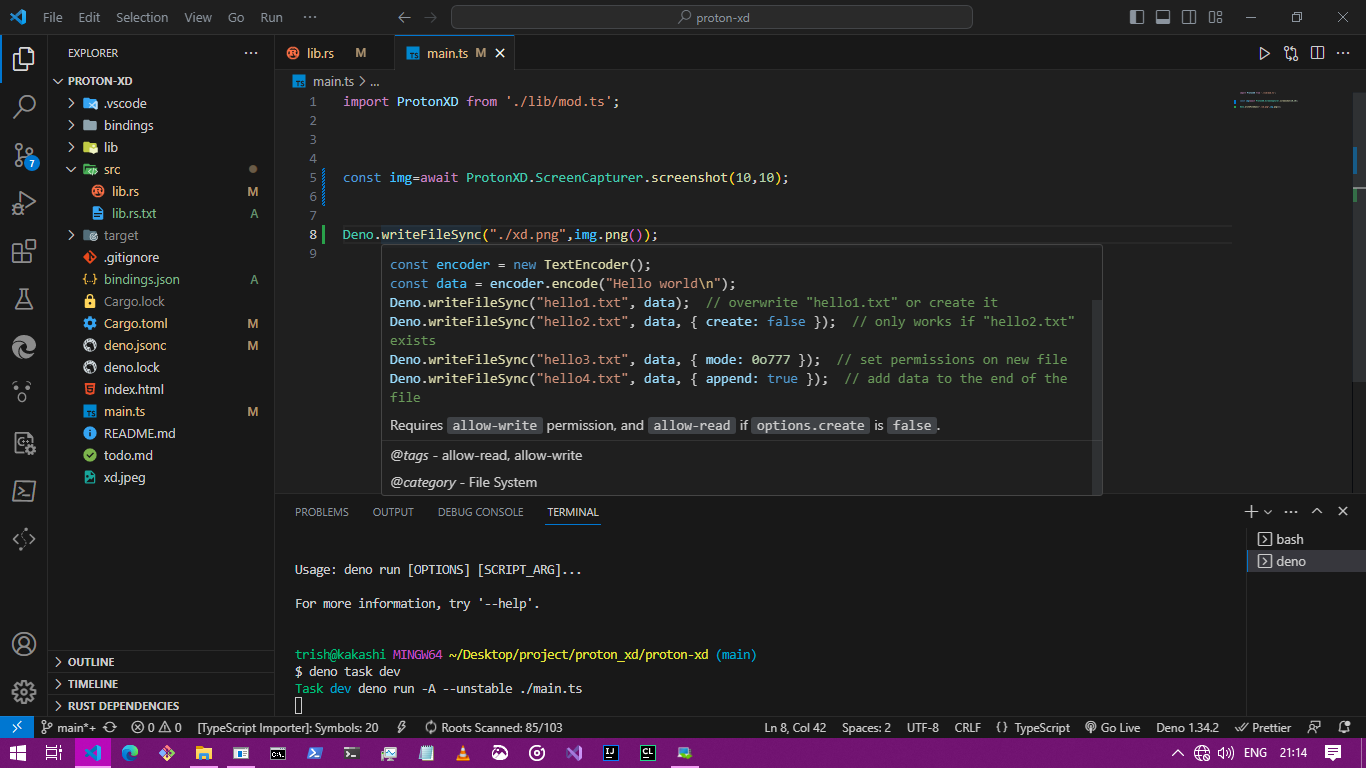 File Edit Selection View Go Run ··· proton-xd
EXPLORER ···
PROTON-XD
.vscode
bindings
lib
src
lib.rs M
lib.rs.txt A
target
.gitignore
bindings.json A
Cargo.lock
Cargo.toml M
deno.jsonc M
deno.lock
index.html
main.ts M
README.md
todo.md
xd.jpeg
OUTLINE
TIMELINE
RUST DEPENDENCIES
7
lib.rs M TS main.ts M
TS main.ts > ...
1 import ProtonXD from './lib/mod.ts';
2
3
4
5 const img=await ProtonXD.ScreenCapturer.screenshot(10,10);
6
7
8 Deno.writeFileSync("./xd.png",img.png());
9
const encoder = new TextEncoder();
const data = encoder.encode("Hello world\n");
Deno.writeFileSync("hello1.txt", data);  // overwrite "hello1.txt" or create it
Deno.writeFileSync("hello2.txt", data, { create: false });  // only works if "hello2.txt"
exists
Deno.writeFileSync("hello3.txt", data, { mode: 0o777 });  // set permissions on new file
Deno.writeFileSync("hello4.txt", data, { append: true });  // add data to the end of the
file
Requires allow-write permission, and allow-read if options.create is false.
@tags - allow-read, allow-write
@category - File System
PROBLEMS OUTPUT DEBUG CONSOLE TERMINAL
bash
deno
Usage: deno run [OPTIONS] [SCRIPT_ARG]...
For more information, try '--help'.
trish@kakashi MINGW64 ~/Desktop/project/proton_xd/proton-xd (main)
$ deno task dev
Task dev deno run -A --unstable ./main.ts
main*+ 0 0 [TypeScript Importer]: Symbols: 20 Roots Scanned: 85/103 Ln 8, Col 42 Spaces: 2 UTF-8 CRLF {} TypeScript Go Live Deno 1.34.2 Prettier
ENG 21:14